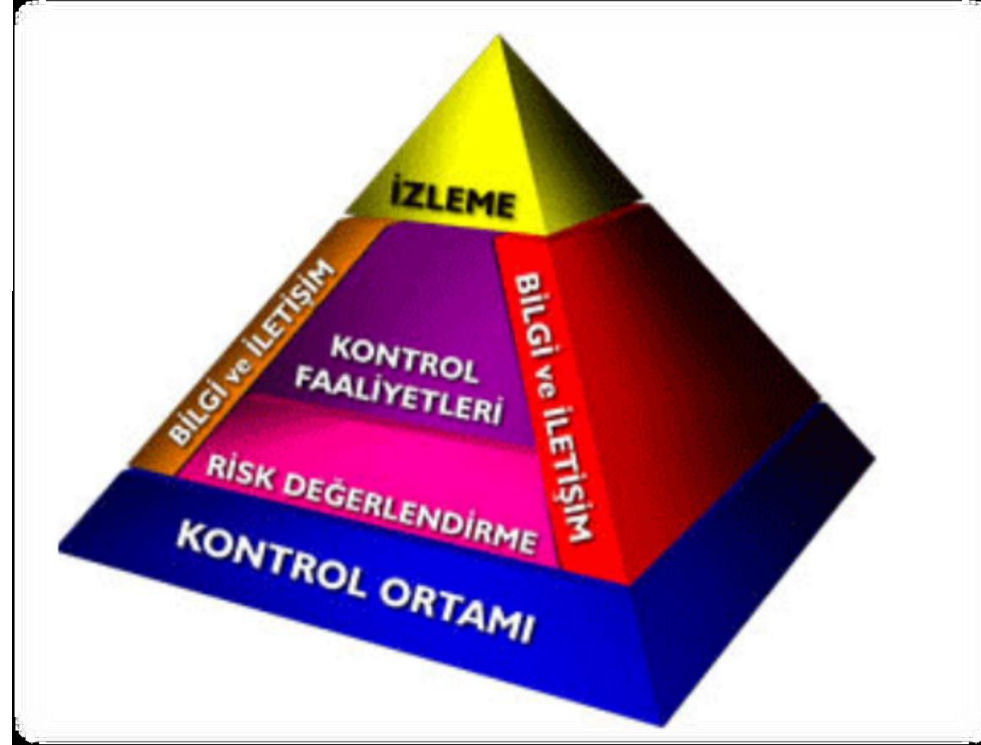 İZLEME
BİLGİ ve İLETİŞİM
KONTROL
FAALİYETLERİ
BİLGİ ve İLETİŞİM
RİSK DEĞERLENDİRME
KONTROL ORTAMI